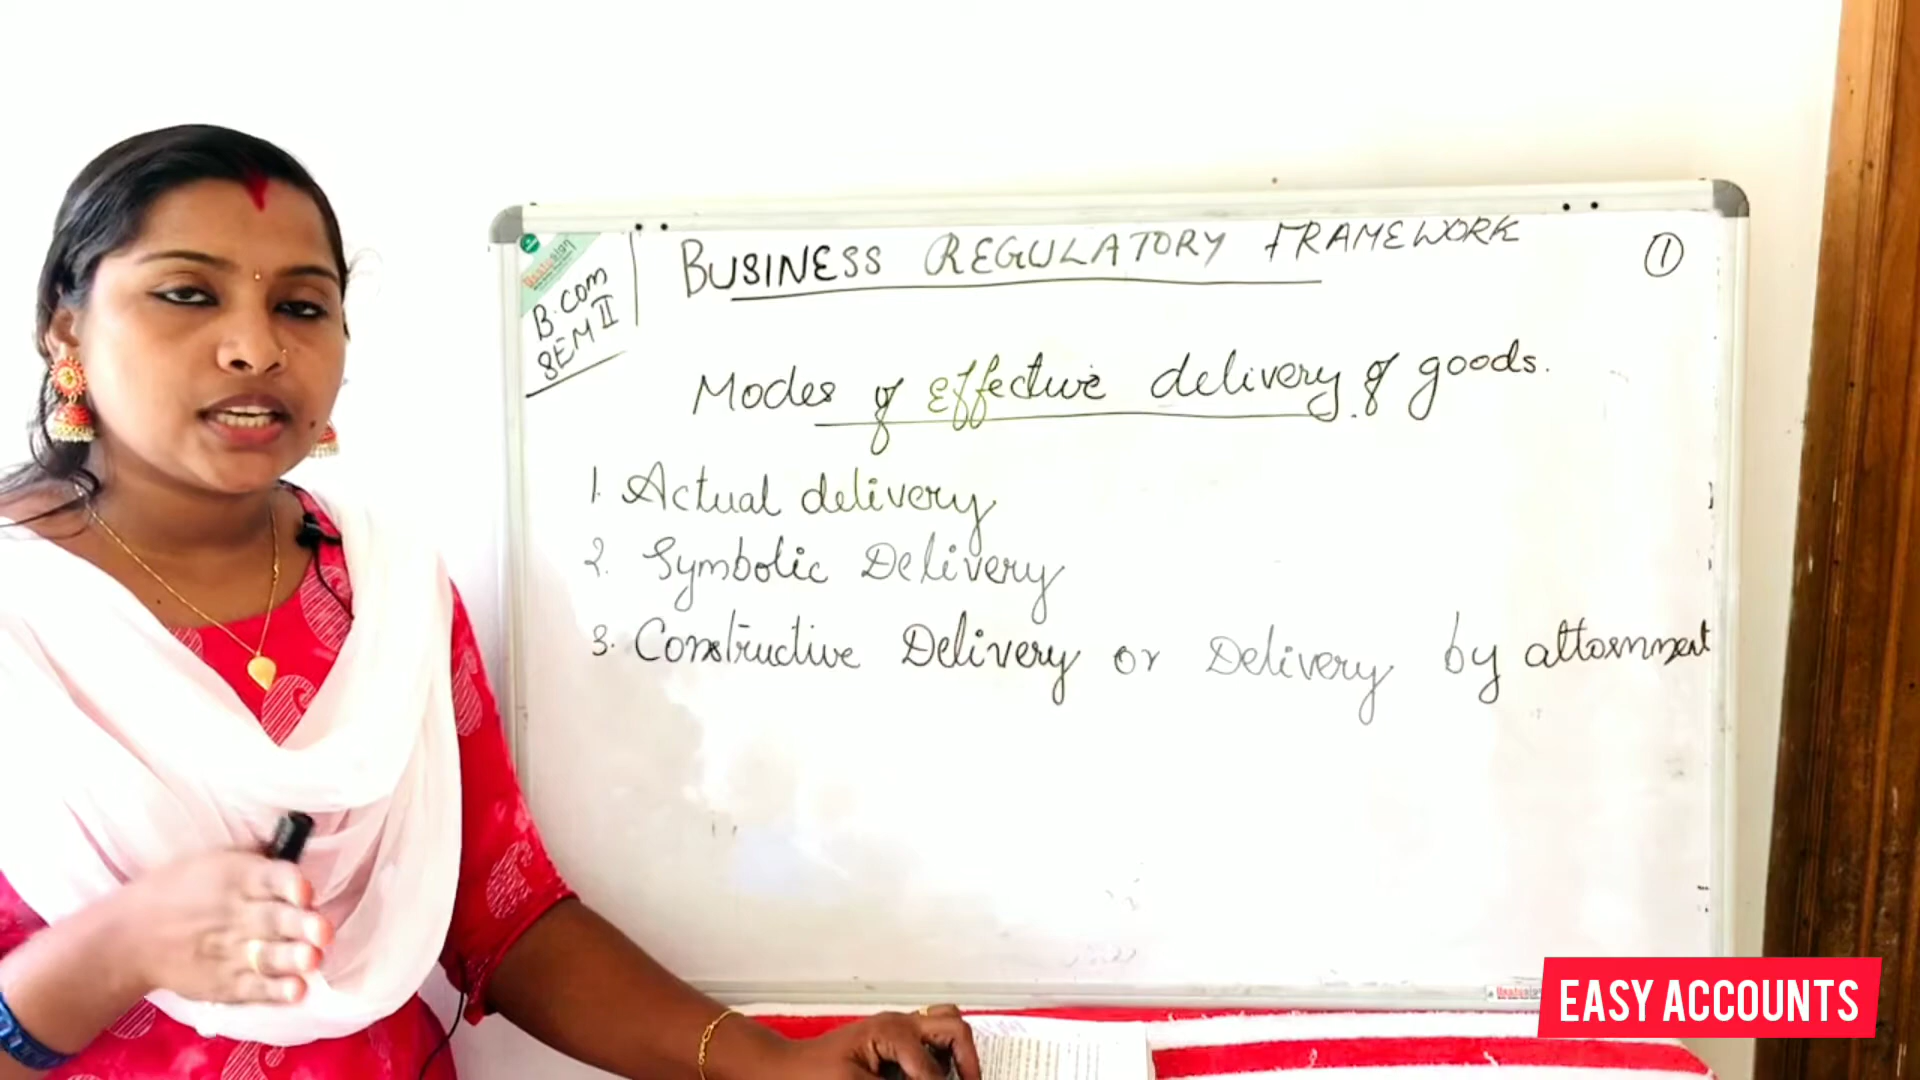 B.Com
SEM II
BUSINESS REGULATORY FRAMEWORK
1
Modes of effective delivery of goods.
1. Actual delivery
2. Symbolic Delivery
3. Constructive Delivery or Delivery by attornment
EASY ACCOUNTS